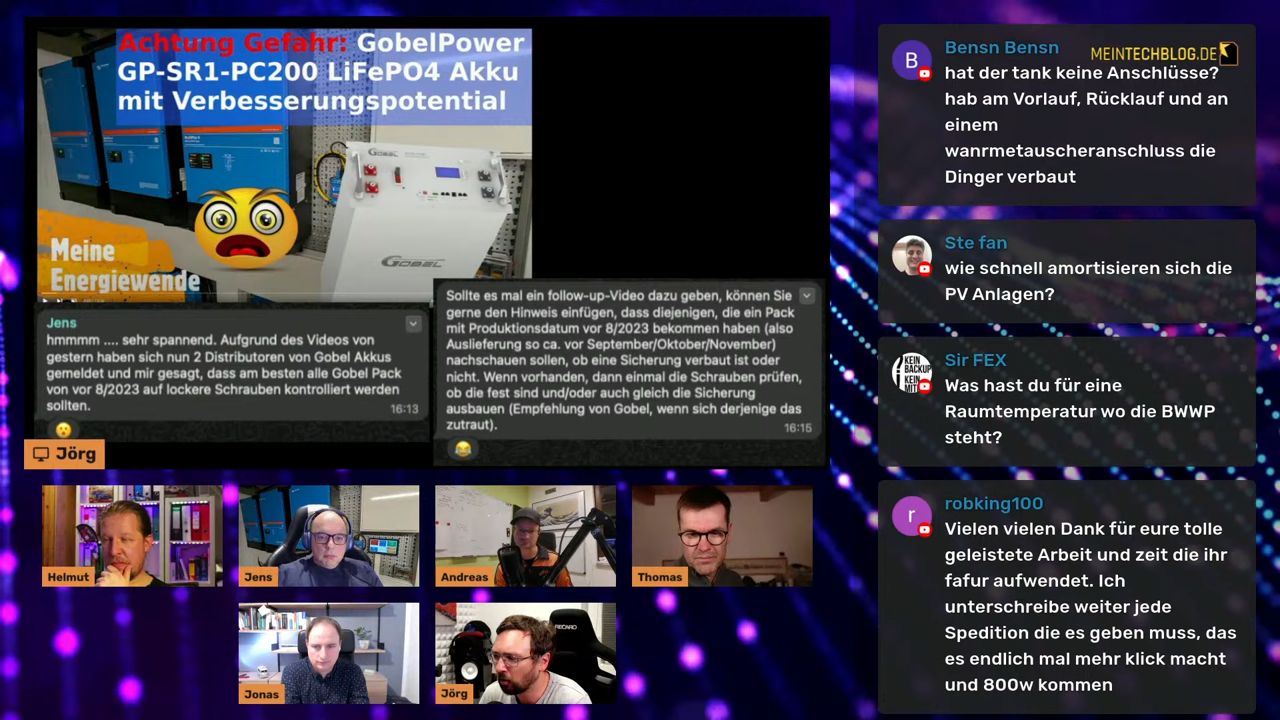 Achtung Gefahr: GobelPower
GP-SR1-PC200 LiFePO4 Akku
mit Verbesserungspotential
GOBEL
GOBEL
Meine
Energiewende
Jens
hmmmm .... sehr spannend. Aufgrund des Videos von
gestern haben sich nun 2 Distributoren von Gobel Akkus
gemeldet und mir gesagt, dass am besten alle Gobel Pack
von vor 8/2023 auf lockere Schrauben kontrolliert werden
sollten.
16:13
Sollte es mal ein follow-up-Video dazu geben, können Sie
gerne den Hinweis einfügen, dass diejenigen, die ein Pack
mit Produktionsdatum vor 8/2023 bekommen haben (also
Auslieferung so ca. vor September/Oktober/November)
nachschauen sollen, ob eine Sicherung verbaut ist oder
nicht. Wenn vorhanden, dann einmal die Schrauben prüfen,
ob die fest sind und/oder auch gleich die Sicherung
ausbauen (Empfehlung von Gobel, wenn sich derjenige das
zutraut).
16:15
Jörg
Helmut
Jens
Andreas
Thomas
Jonas
Jörg
RECARO
MEINTECHBLOG.DE
B
Bensn Bensn
hat der tank keine Anschlüsse?
hab am Vorlauf, Rücklauf und an
einem
wanrmetauscheranschluss die
Dinger verbaut
Ste fan
wie schnell amortisieren sich die
PV Anlagen?
KEIN
BACKUP
KEIN
MIT
Sir FEX
Was hast du für eine
Raumtemperatur wo die BWWP
steht?
r
robking100
Vielen vielen Dank für eure tolle
geleistete Arbeit und zeit die ihr
fafur aufwendet. Ich
unterschreibe weiter jede
Spedition die es geben muss, das
es endlich mal mehr klick macht
und 800w kommen